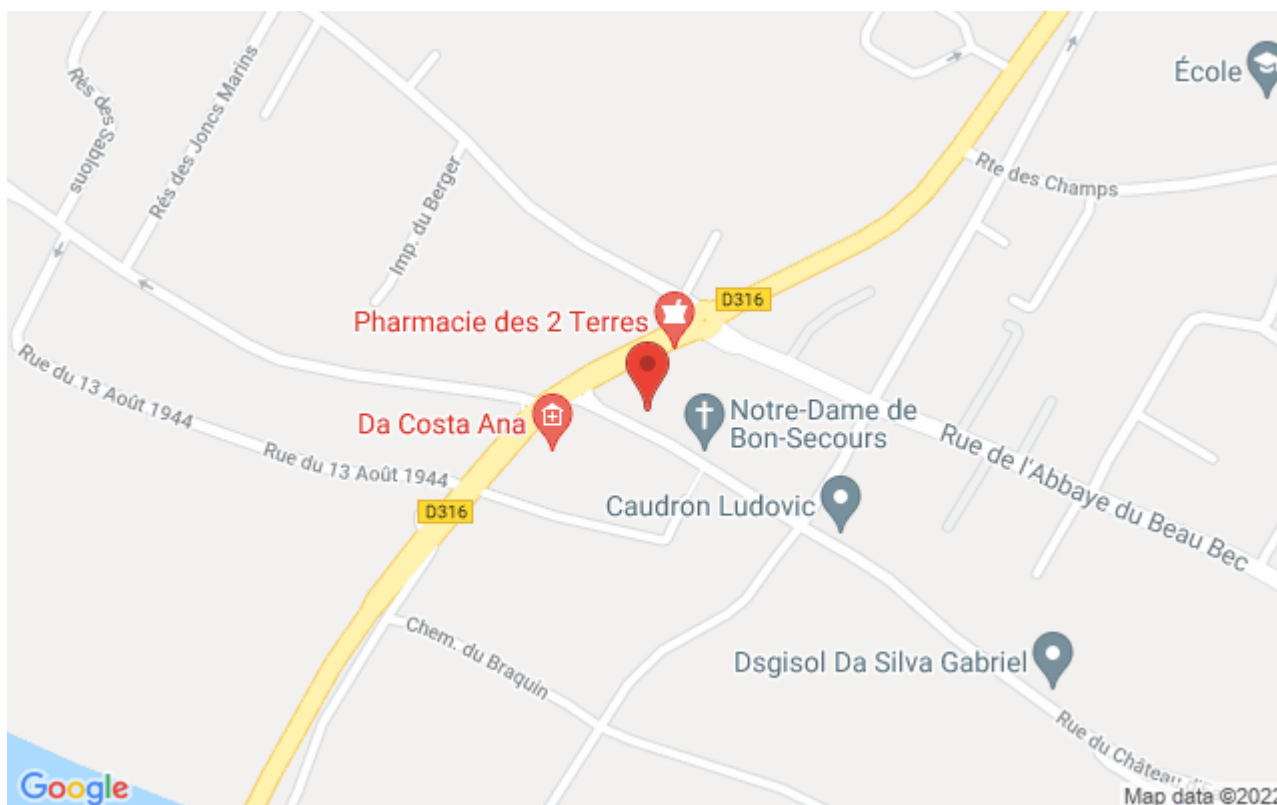 École
Rés des Sablons
Rés des Joncs Marins
Imp. du Berger
Rte des Champs
D316
Pharmacie des 2 Terres
Rue du 13 Août 1944
Da Costa Ana
Notre-Dame de
Bon-Secours
Rue de l'Abbaye du Beau Bec
Rue du 13 Août 1944
D316
Caudron Ludovic
Chem. du Braquin
Dsgisol Da Silva Gabriel
Rue du Château
Google
Map data ©2022